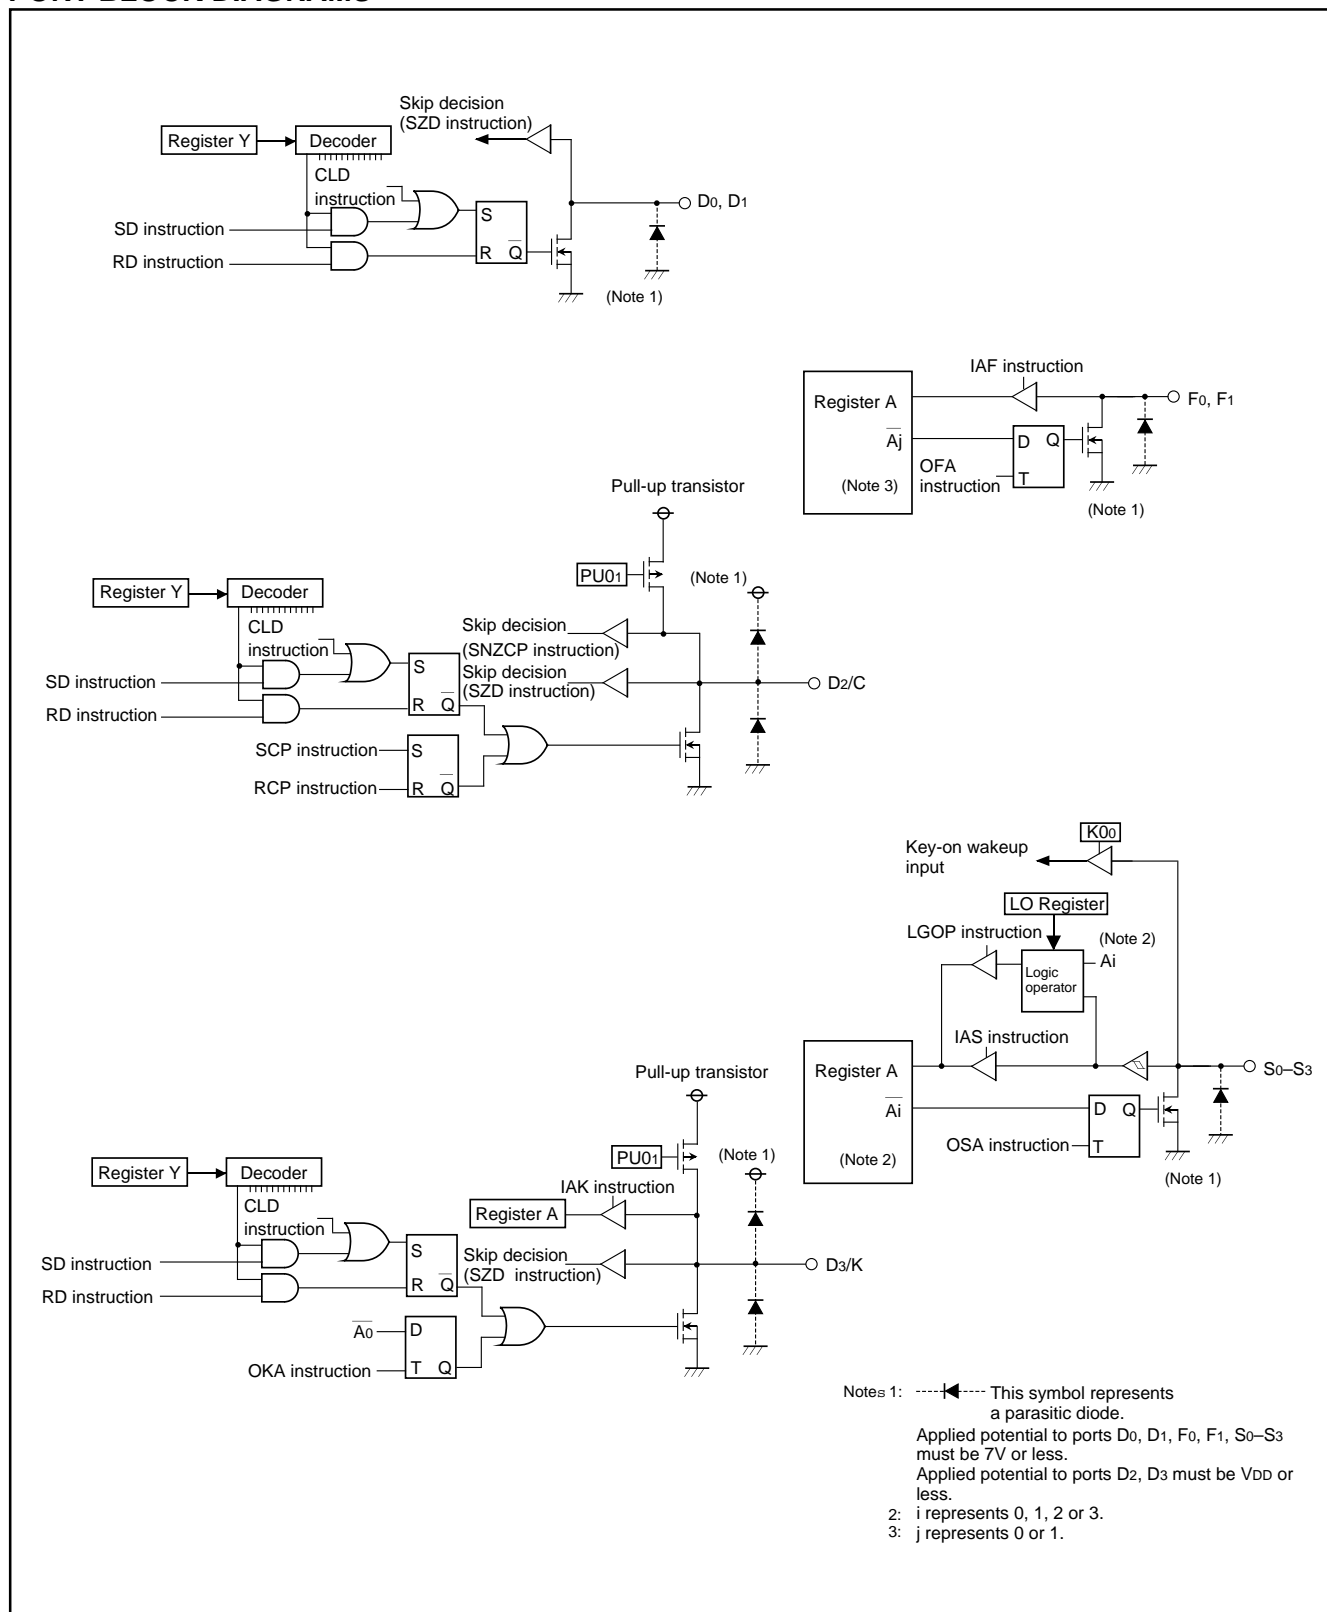 PORT BLOCK DIAGRAMS
Skip decision
(SZD instruction)
Register Y
Decoder
CLD
instruction
SD instruction
RD instruction
S
R
Q
D0, D1
(Note 1)
IAF instruction
Register A
Aj
(Note 3)
D
Q
T
OFA
instruction
F0, F1
(Note 1)
Pull-up transistor
PU01
(Note 1)
Register Y
Decoder
CLD
instruction
Skip decision
(SNZCP instruction)
Skip decision
(SZD instruction)
SD instruction
RD instruction
S
R
Q
D2/C
SCP instruction
RCP instruction
S
R
Q
K00
Key-on wakeup
input
LO Register
LGOP instruction
(Note 2)
Ai
Logic
operator
IAS instruction
Register A
Ai
(Note 2)
S0–S3
D
Q
T
OSA instruction
(Note 1)
Pull-up transistor
PU01
(Note 1)
Register Y
Decoder
CLD
instruction
IAK instruction
Register A
Skip decision
(SZD instruction)
SD instruction
RD instruction
S
R
Q
D3/K
A0
D
T
Q
OKA instruction
Notes 1: This symbol represents
a parasitic diode.
Applied potential to ports D0, D1, F0, F1, S0–S3
must be 7V or less.
Applied potential to ports D2, D3 must be VDD or
less.
2: i represents 0, 1, 2 or 3.
3: j represents 0 or 1.